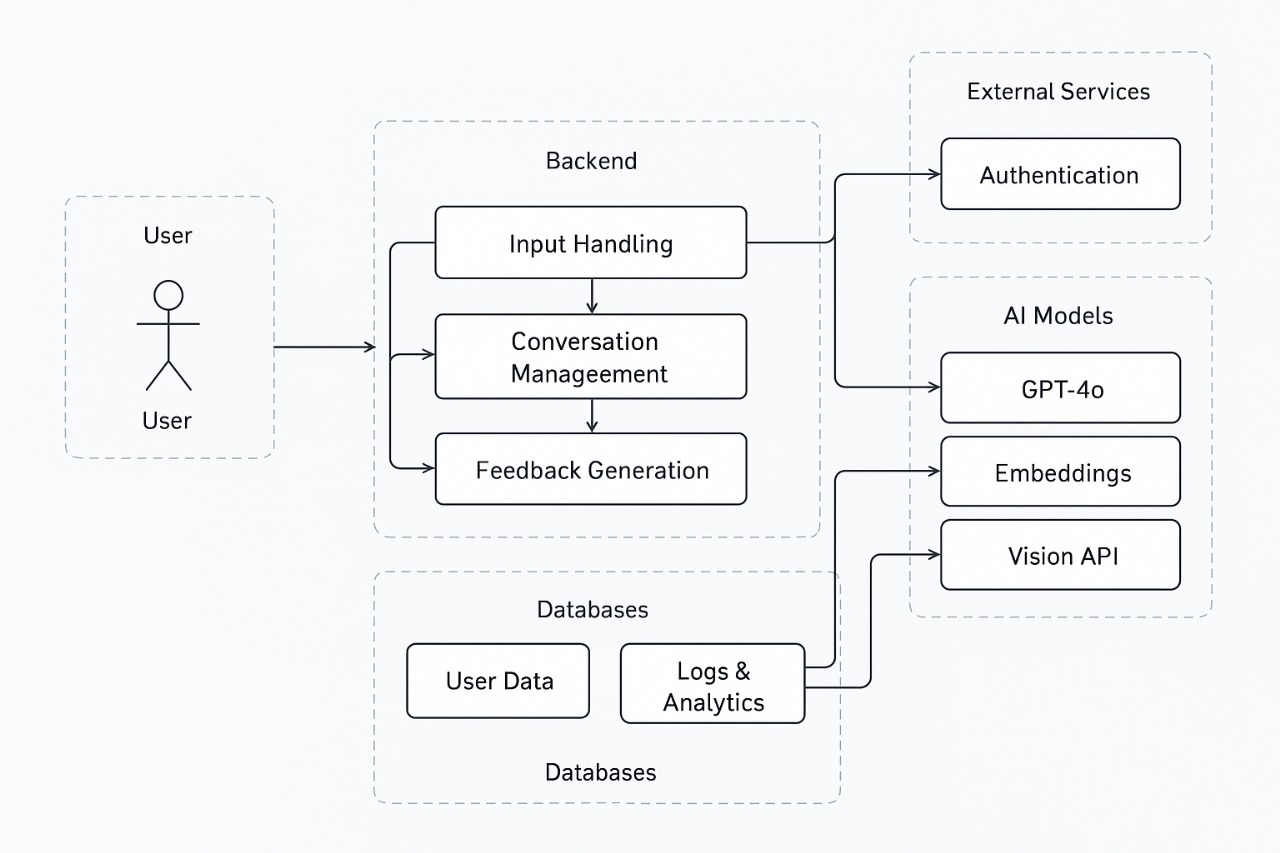 User
User
Backend
Input Handling
Conversation
Manageement
Feedback Generation
External Services
Authentication
AI Models
GPT-4o
Embeddings
Vision API
Databases
User Data
Logs &
Analytics
Databases